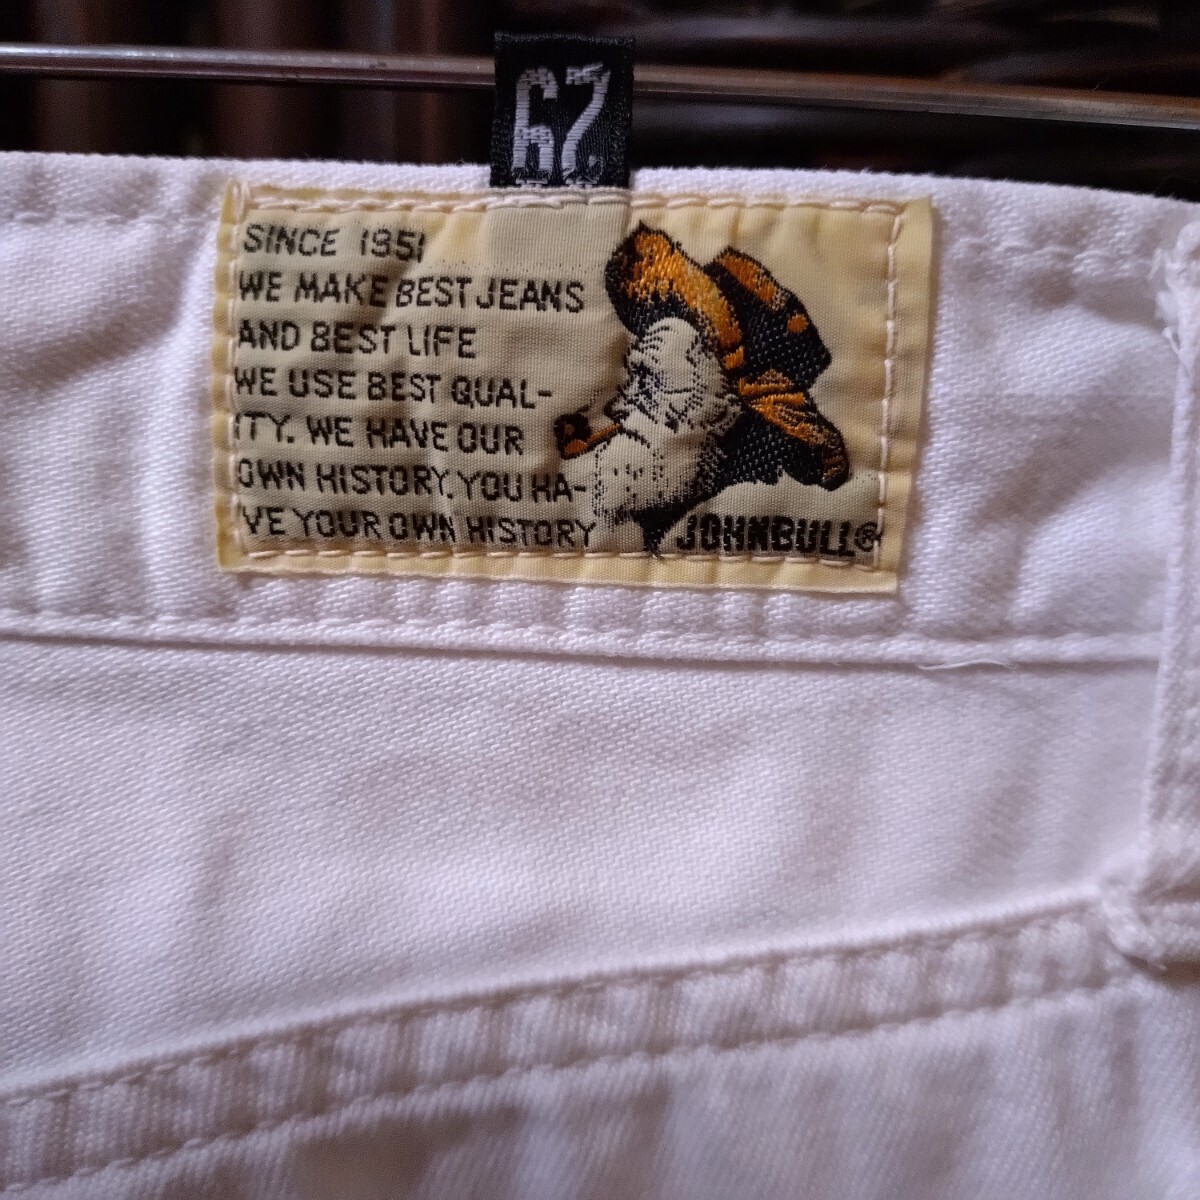 29
SINCE 1951
WE MAKE BEST JEANS
AND BEST LIFE
WE USE BEST QUAL-
ITY. WE HAVE OUR
OWN HISTORY. YOU HA-
VE YOUR OWN HISTORY
JOHNBULL®